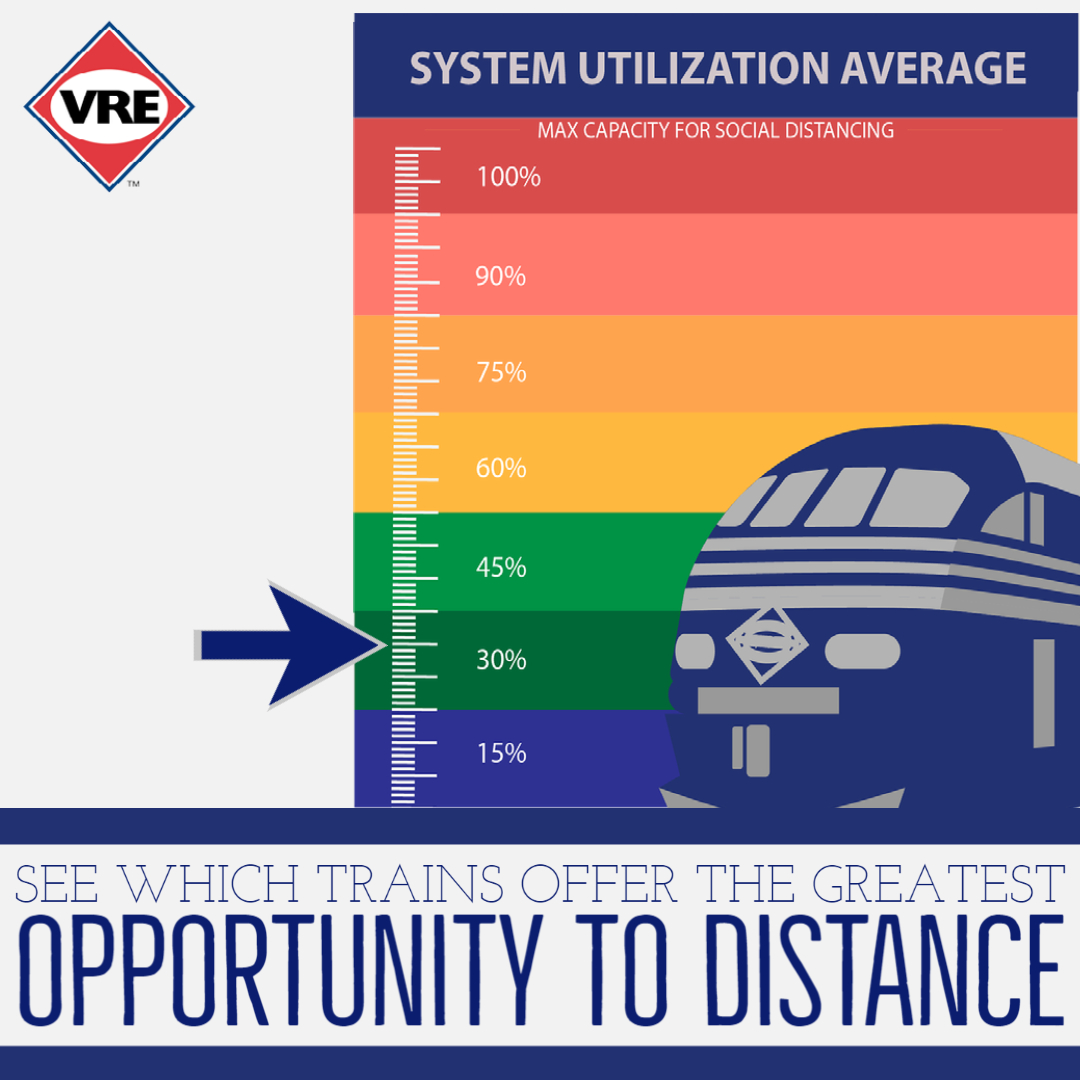 VRE
TM
SYSTEM UTILIZATION AVERAGE
MAX CAPACITY FOR SOCIAL DISTANCING
100%
90%
75%
60%
45%
30%
15%
SEE WHICH TRAINS OFFER THE GREATEST
OPPORTUNITY TO DISTANCE